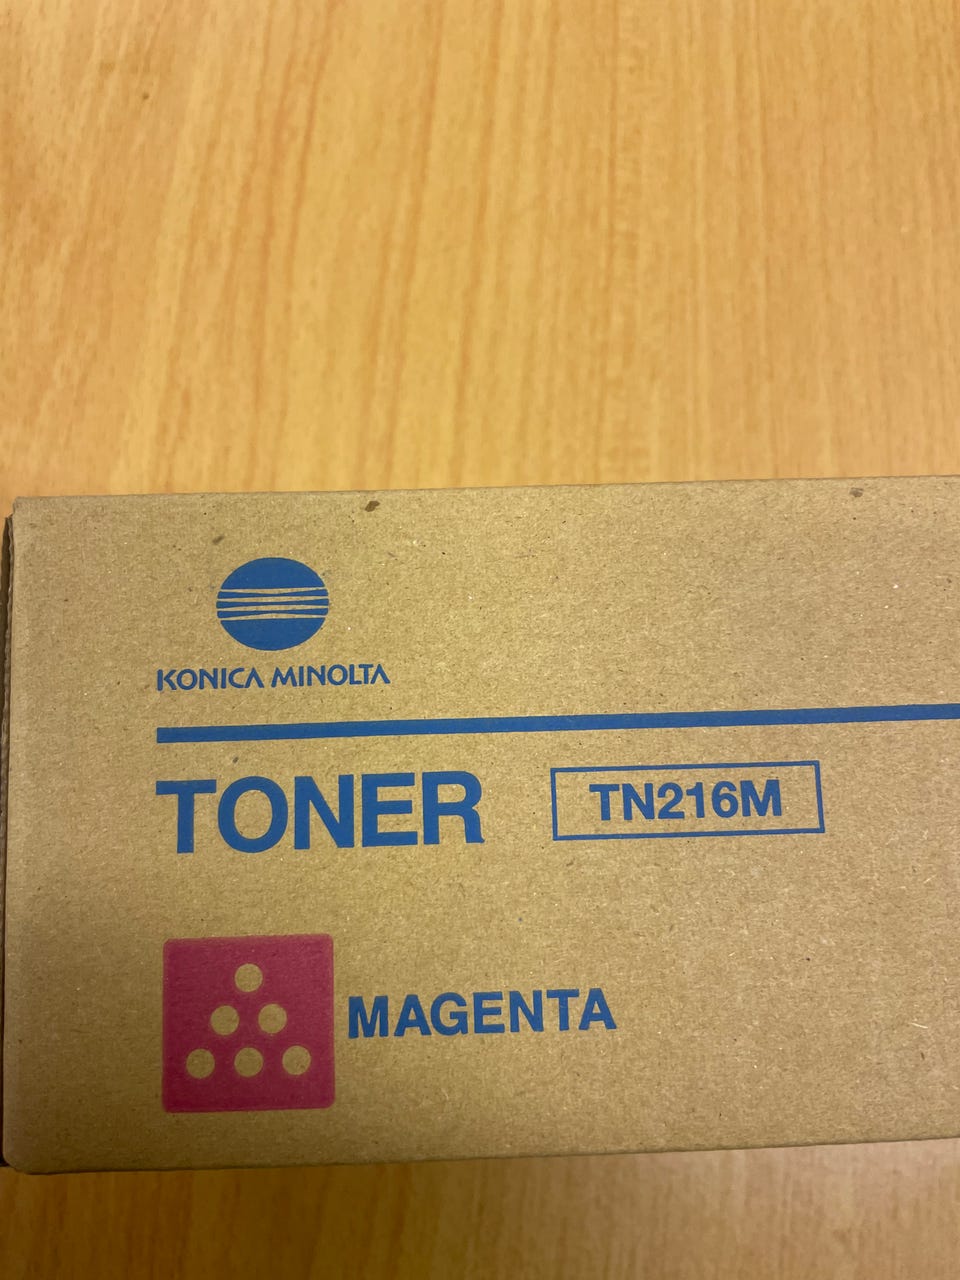 KONICA MINOLTA
TONER TN216M
MAGENTA